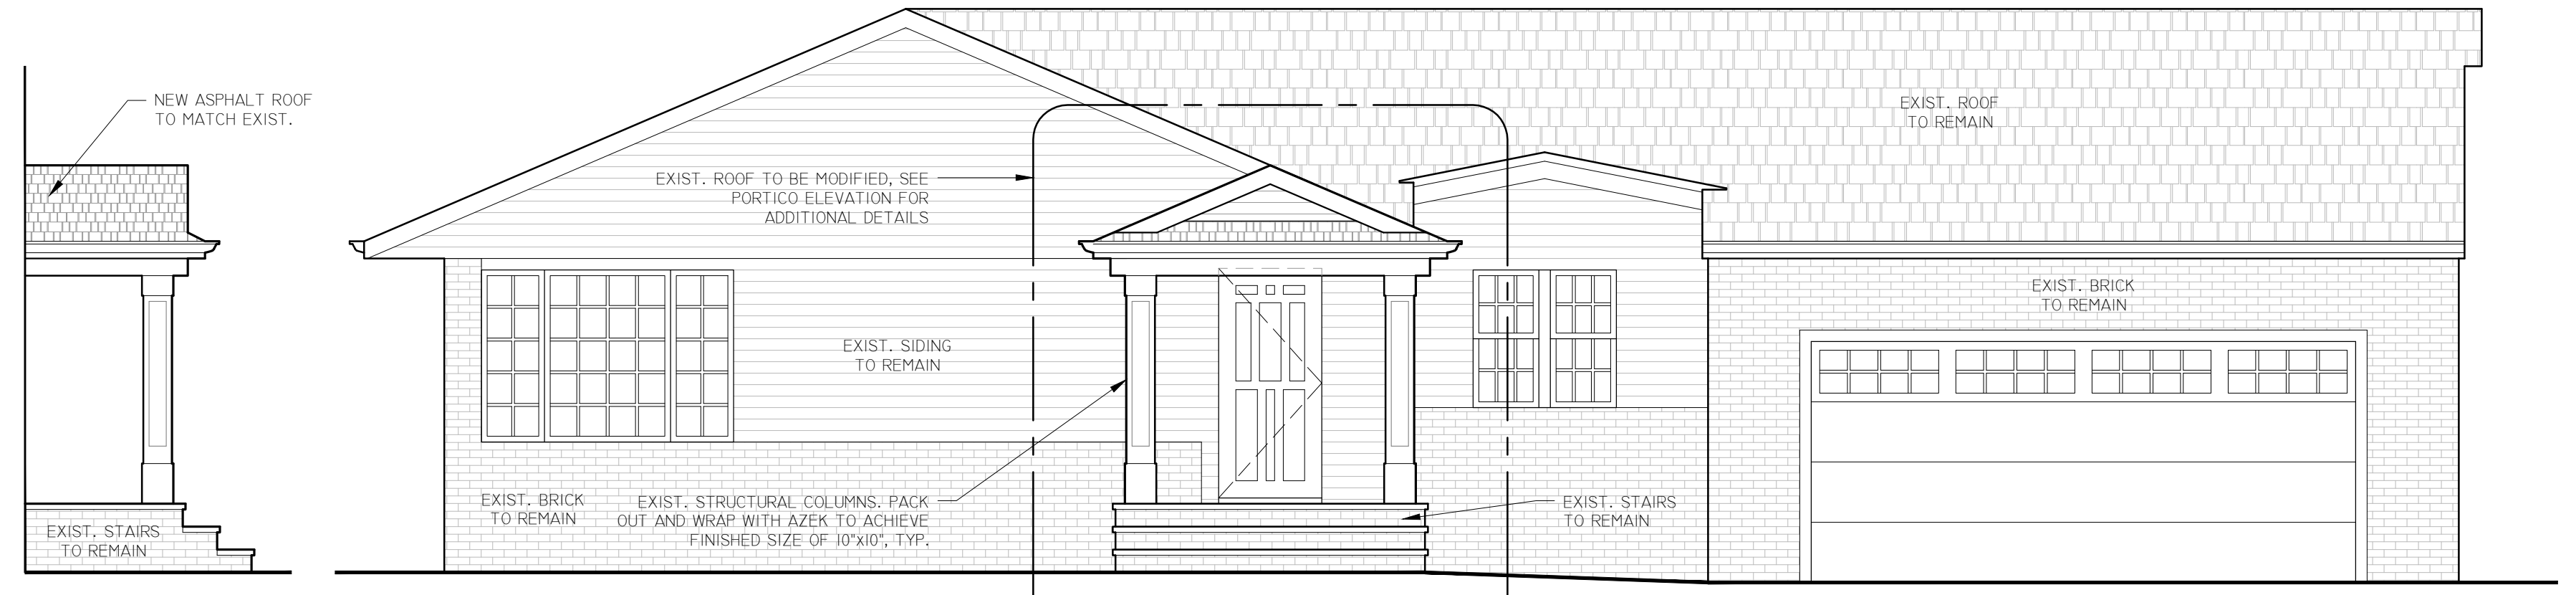 NEW ASPHALT ROOF
TO MATCH EXIST.
EXIST. STAIRS
TO REMAIN
EXIST. ROOF TO BE MODIFIED, SEE
PORTICO ELEVATION FOR
ADDITIONAL DETAILS
EXIST. ROOF
TO REMAIN
EXIST. BRICK
TO REMAIN
EXIST. SIDING
TO REMAIN
EXIST. BRICK
TO REMAIN
EXIST. STRUCTURAL COLUMNS. PACK
OUT AND WRAP WITH AZEK TO ACHIEVE
FINISHED SIZE OF 10"x10", TYP.
EXIST. STAIRS
TO REMAIN